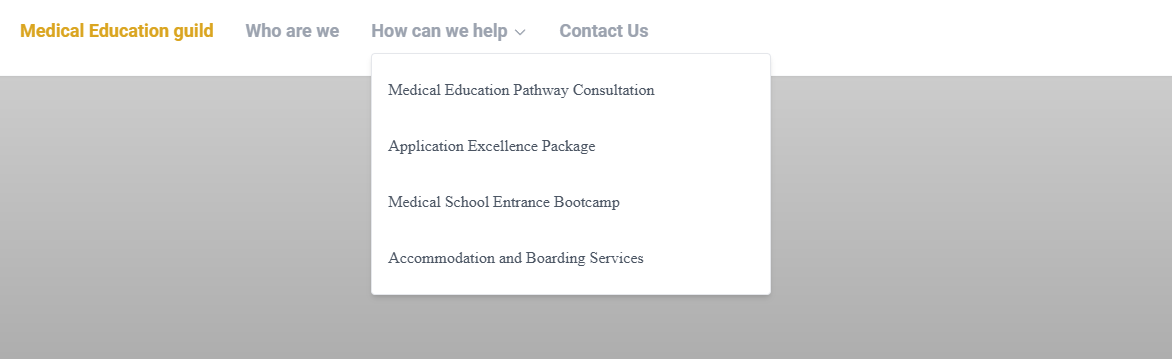 Medical Education guild Who are we How can we help Contact Us
Medical Education Pathway Consultation
Application Excellence Package
Medical School Entrance Bootcamp
Accommodation and Boarding Services